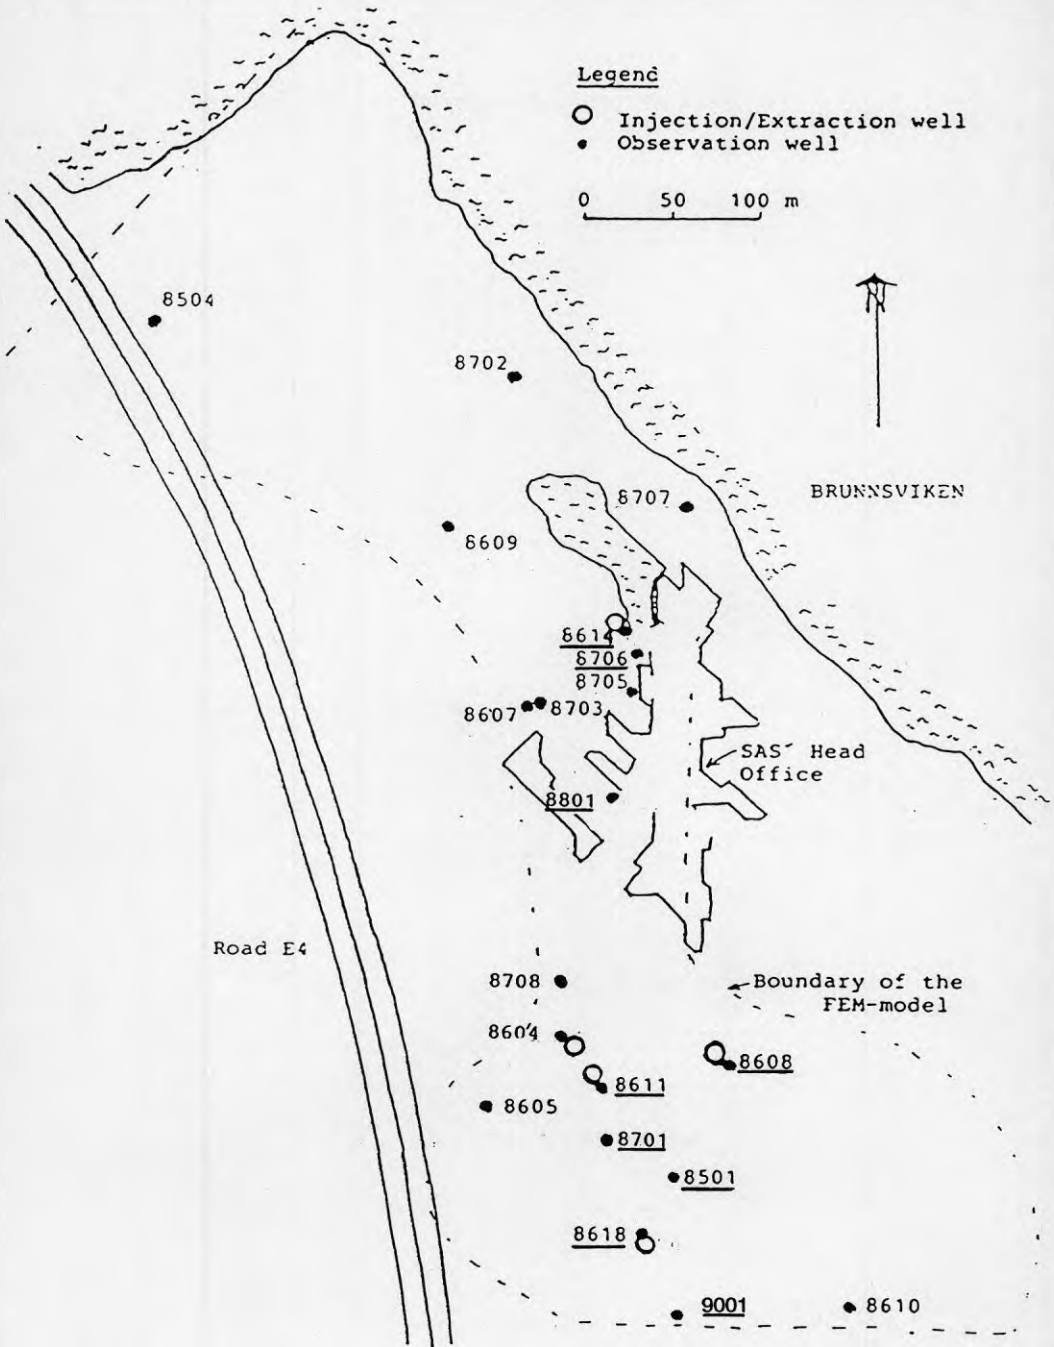 Legend
Injection/Extraction well
Observation well
0 50 100 m
8504
8702
BRUNNSVIKEN
8707
8609
8614
8706
8705
8607 8703
SAS' Head
Office
8801
Road E4
8708
Boundary of the
FEM-model
8604
8608
8611
8605
8701
8501
8618
9001
8610